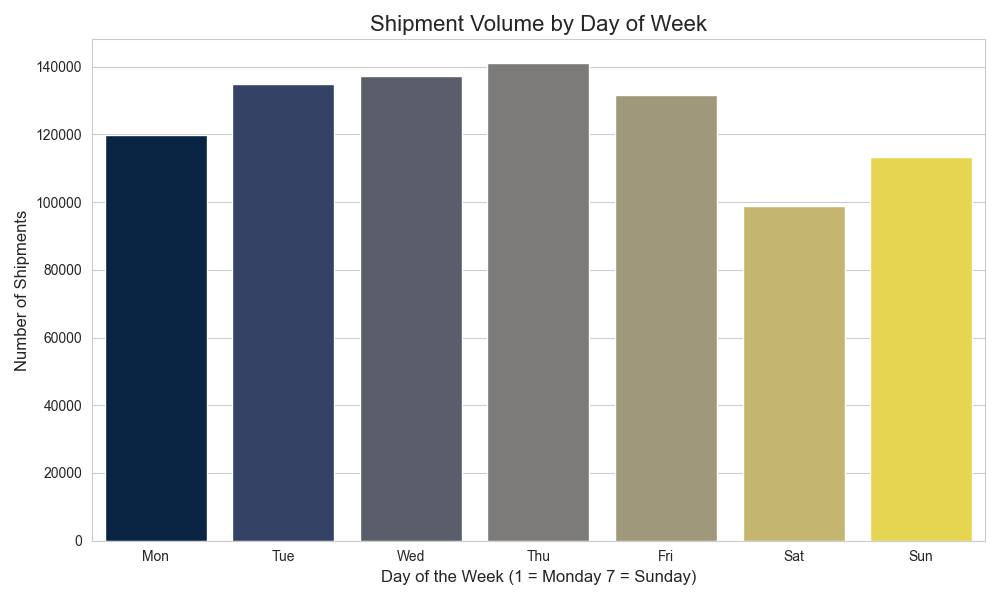 Shipment Volume by Day of Week
Number of Shipments
140000
120000
100000
80000
60000
40000
20000
0
Mon Tue Wed Thu Fri Sat Sun
Day of the Week (1 = Monday 7 = Sunday)